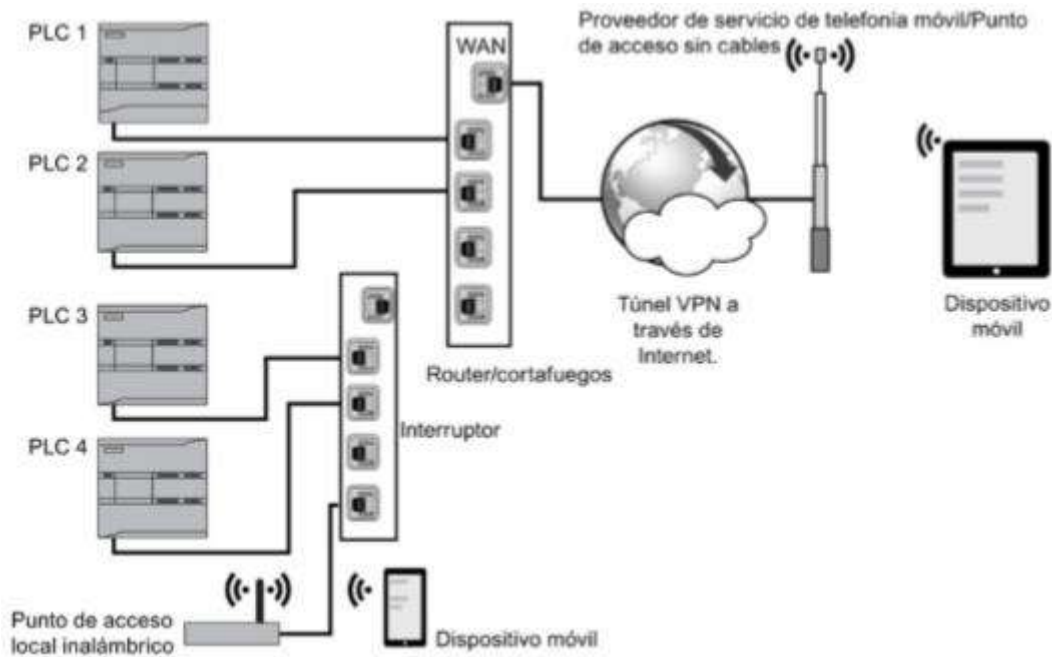 PLC 1
WAN
Proveedor de servicio de telefonía móvil/Punto
de acceso sin cables
PLC 2
PLC 3
Túnel VPN a
través de
Internet.
Dispositivo
móvil
Router/cortafuegos
Interruptor
PLC 4
Punto de acceso
local inalámbrico
Dispositivo móvil